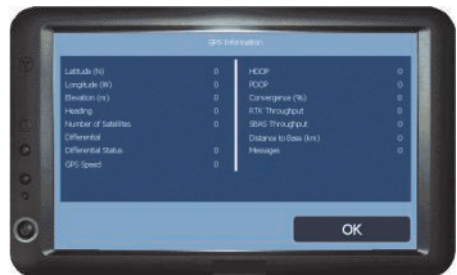 GPS Information
Latitude (N) 0
Longitude (W) 0
Elevation (m) 0
Heading 0
Number of Satellites 0
Differential
Differential Status 0
GPS Speed 0
HDOP 0
PDOP 0
Convergence (%) 0
RTK Throughput 0
SBAS Throughput 0
Distance to Base (km) 0
Messages 0
OK